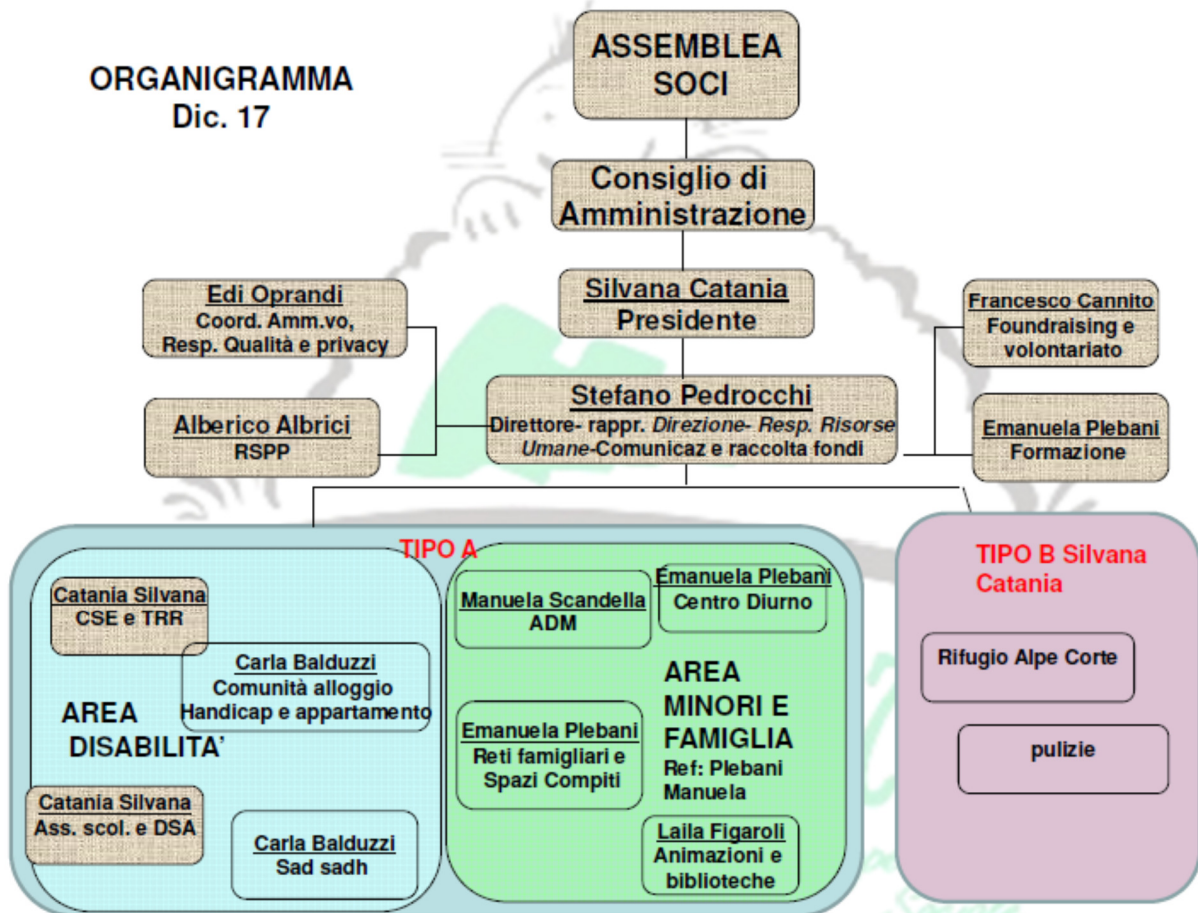 ORGANIGRAMMA
Dic. 17
ASSEMBLEA
SOCI
Consiglio di
Amministrazione
Silvana Catania
Presidente
Edi Oprandi
Coord. Amm.vo,
Resp. Qualità e privacy
Alberico Albrici
RSPP
Stefano Pedrocchi
Direttore- rappr. Direzione- Resp. Risorse
Umane-Comunicaz e raccolta fondi
Francesco Cannito
Foundraising e
volontariato
Emanuela Plebani
Formazione
TIPO A
Catania Silvana
CSE e TRR
Carla Balduzzi
Comunità alloggio
Handicap e appartamento
AREA
DISABILITA’
Catania Silvana
Ass. scol. e DSA
Carla Balduzzi
Sad sadh
Manuela Scandella
ADM
Emanuela Plebani
Centro Diurno
Emanuela Plebani
Reti famigliari e
Spazi Compiti
AREA
MINORI E
FAMIGLIA
Ref: Plebani
Manuela
Laila Figaroli
Animazioni e
biblioteche
TIPO B Silvana
Catania
Rifugio Alpe Corte
pulizie